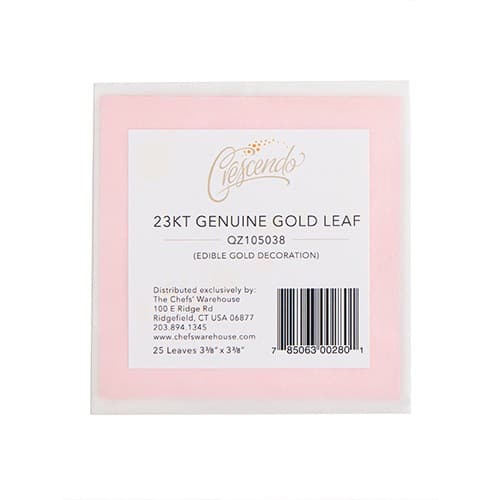 Crescendo
23KT GENUINE GOLD LEAF
QZ105038
(EDIBLE GOLD DECORATION)
Distributed exclusively by:
The Chefs' Warehouse
100 E Ridge Rd
Ridgefield, CT USA 06877
203.894.1345
www.chefswarehouse.com
25 Leaves 3⅜" x 3⅜"
7 85063 00280 1